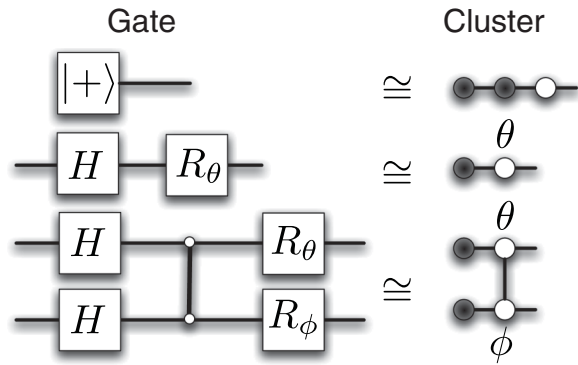 Gate Cluster
|+⟩ ≅
θ
H R_θ ≅
θ
H R_θ
≅
H R_ϕ
ϕ